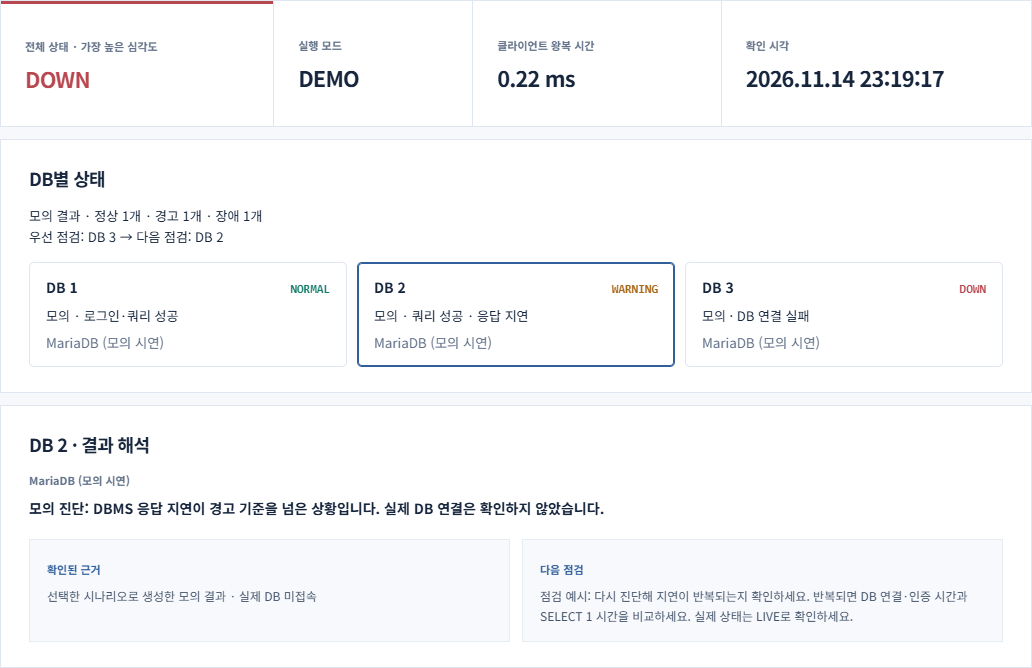 전체 상태 · 가장 높은 심각도
DOWN
실행 모드
DEMO
클라이언트 왕복 시간
0.22 ms
확인 시각
2026.11.14 23:19:17
DB별 상태
모의 결과 · 정상 1개 · 경고 1개 · 장애 1개
우선 점검: DB 3 → 다음 점검: DB 2
DB 1
NORMAL
모의 · 로그인·쿼리 성공
MariaDB (모의 시연)
DB 2
WARNING
모의 · 쿼리 성공 · 응답 지연
MariaDB (모의 시연)
DB 3
DOWN
모의 · DB 연결 실패
MariaDB (모의 시연)
DB 2 · 결과 해석
MariaDB (모의 시연)
모의 진단: DBMS 응답 지연이 경고 기준을 넘은 상황입니다. 실제 DB 연결은 확인하지 않았습니다.
확인된 근거
선택한 시나리오로 생성한 모의 결과 · 실제 DB 미접속
다음 점검
점검 예시: 다시 진단해 지연이 반복되는지 확인하세요. 반복되면 DB 연결·인증 시간과
SELECT 1 시간을 비교하세요. 실제 상태는 LIVE로 확인하세요.